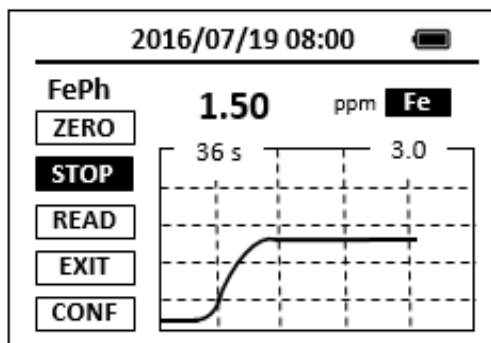 2016/07/19 08:00
FePh
1.50 ppm Fe
ZERO
36 s 3.0
STOP
READ
EXIT
CONF